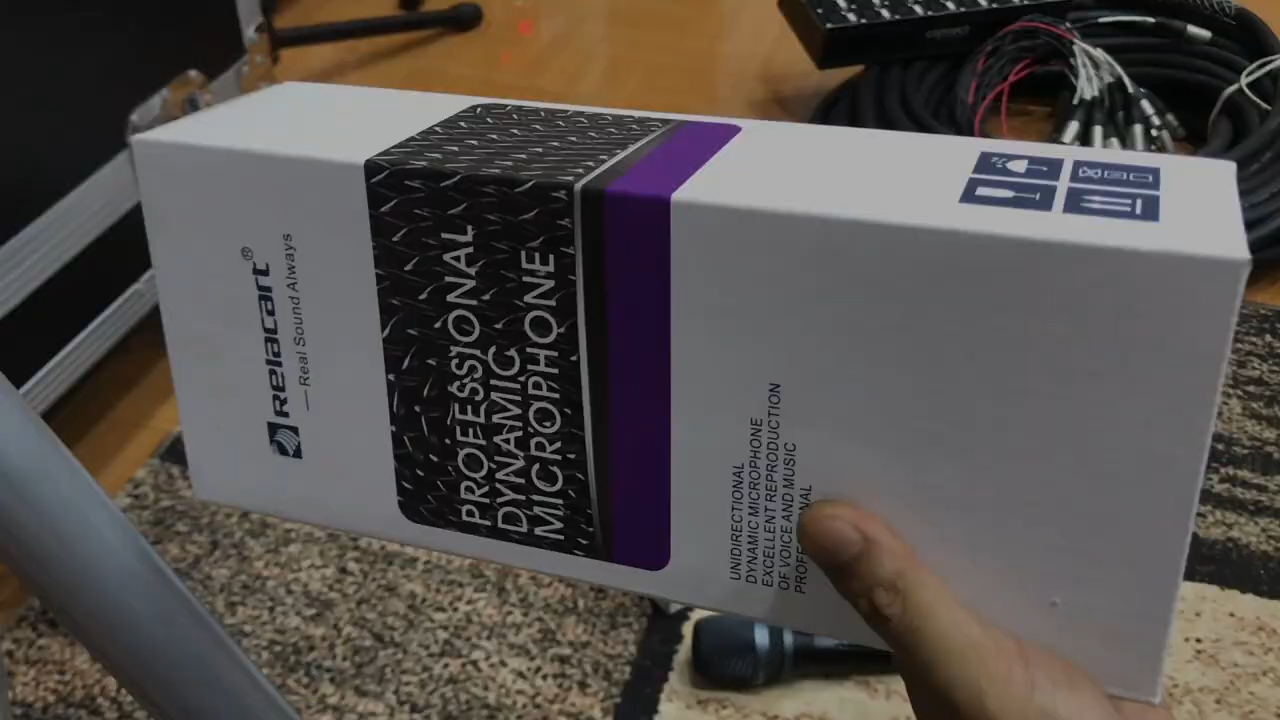 Relacart®
— Real Sound Always
PROFESSIONAL
DYNAMIC
MICROPHONE
UNIDIRECTIONAL
DYNAMIC MICROPHONE
EXCELLENT REPRODUCTION
OF VOICE AND MUSIC